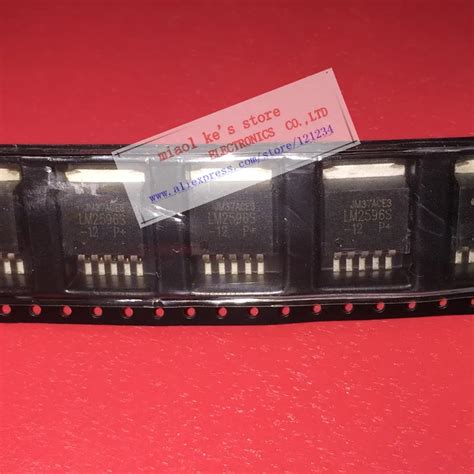 miaol ke's store
ELECTRONICS CO.,LTD
www.aliexpress.com/store/121234
JM37ACE3
LM2596S
-12 P+
JM37ACE3
LM2596S
-12 P+
JM37ACE3
LM2596S
-12 P+